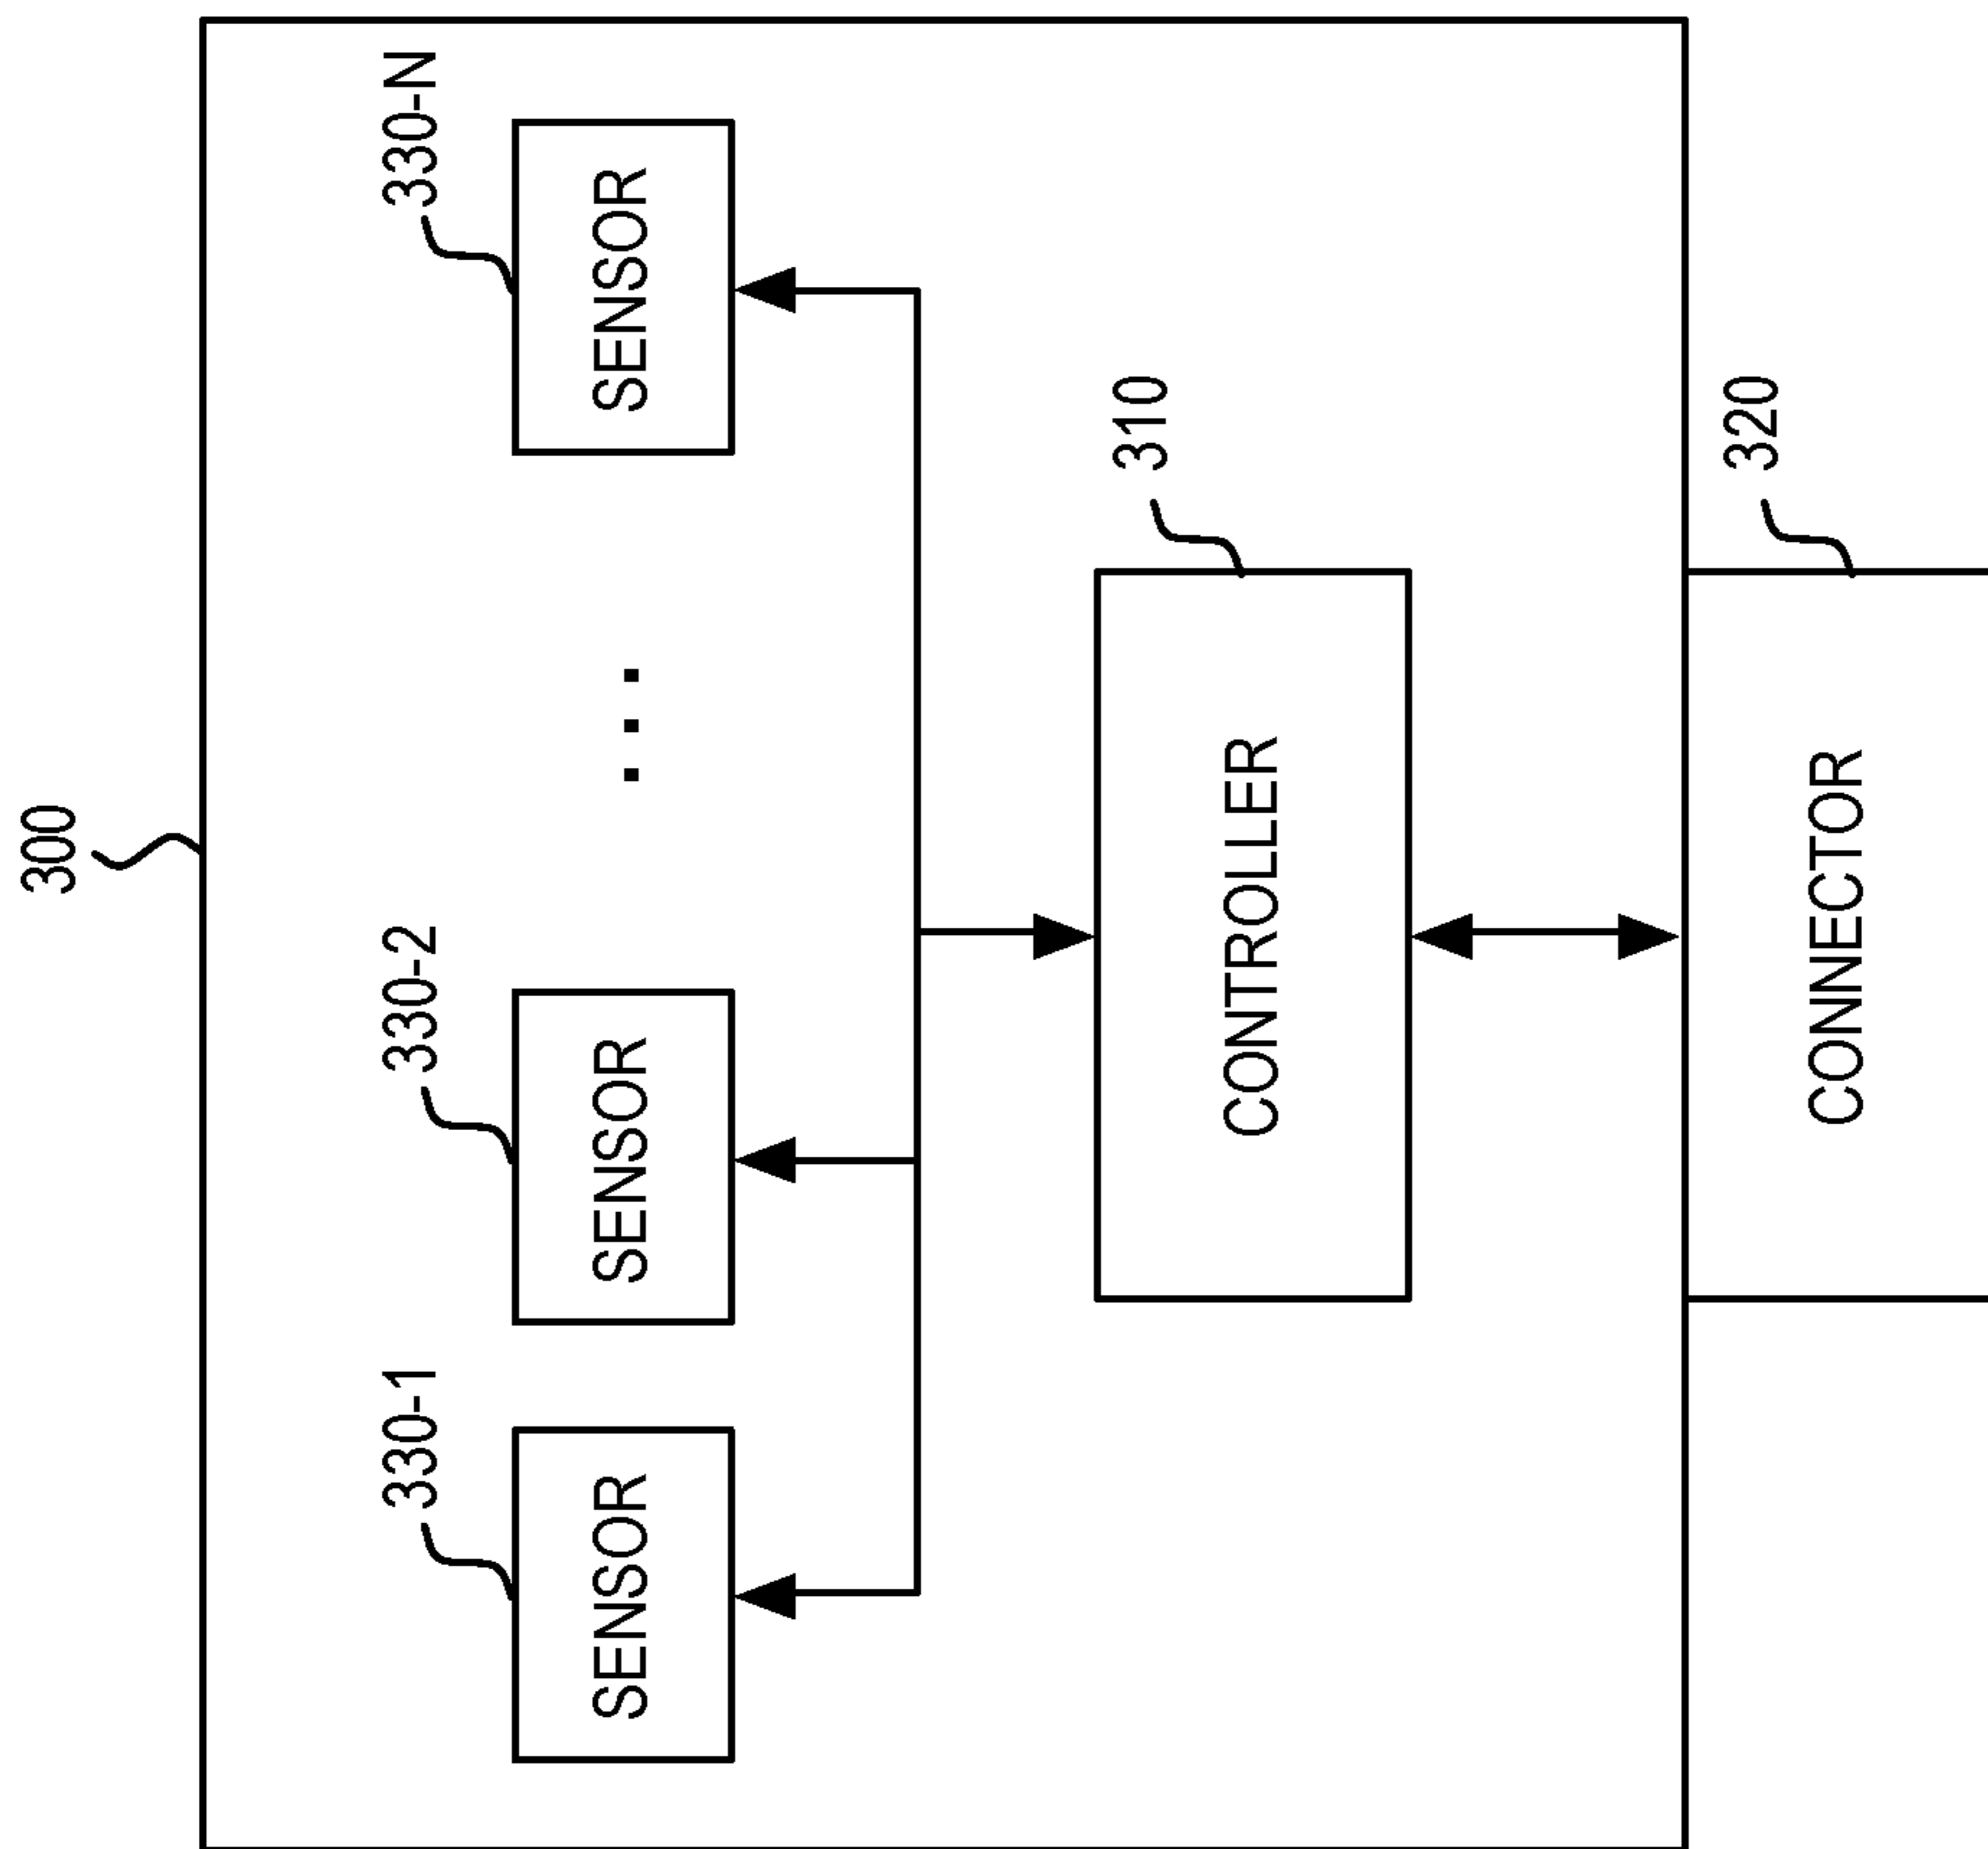 300
330-1
330-2
330-N
SENSOR
SENSOR
...
SENSOR
310
CONTROLLER
320
CONNECTOR